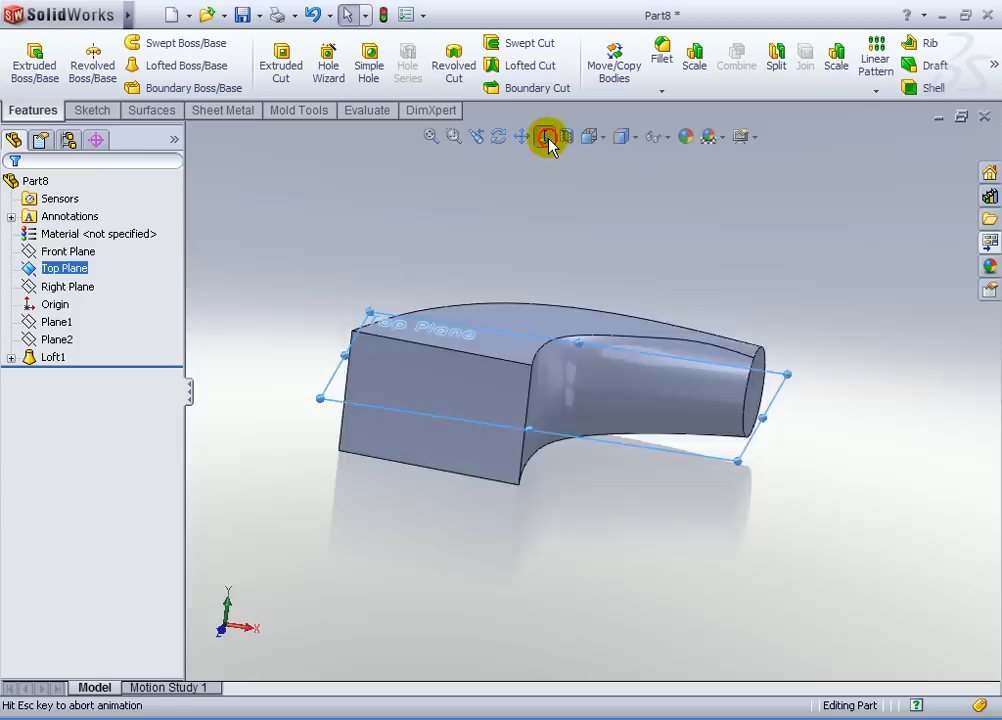 SolidWorks
Part8 *
Extruded Boss/Base
Revolved Boss/Base
Swept Boss/Base
Lofted Boss/Base
Boundary Boss/Base
Extruded Cut
Hole Wizard
Simple Hole
Hole Series
Revolved Cut
Swept Cut
Lofted Cut
Boundary Cut
Move/Copy Bodies
Fillet
Scale
Combine
Split
Join
Scale
Linear Pattern
Rib
Draft
Shell
Features
Sketch
Surfaces
Sheet Metal
Mold Tools
Evaluate
DimXpert
Part8
Sensors
Annotations
Material <not specified>
Front Plane
Top Plane
Right Plane
Origin
Plane1
Plane2
Loft1
Top Plane
Y
X
Z
Model
Motion Study 1
Hit Esc key to abort animation
Editing Part